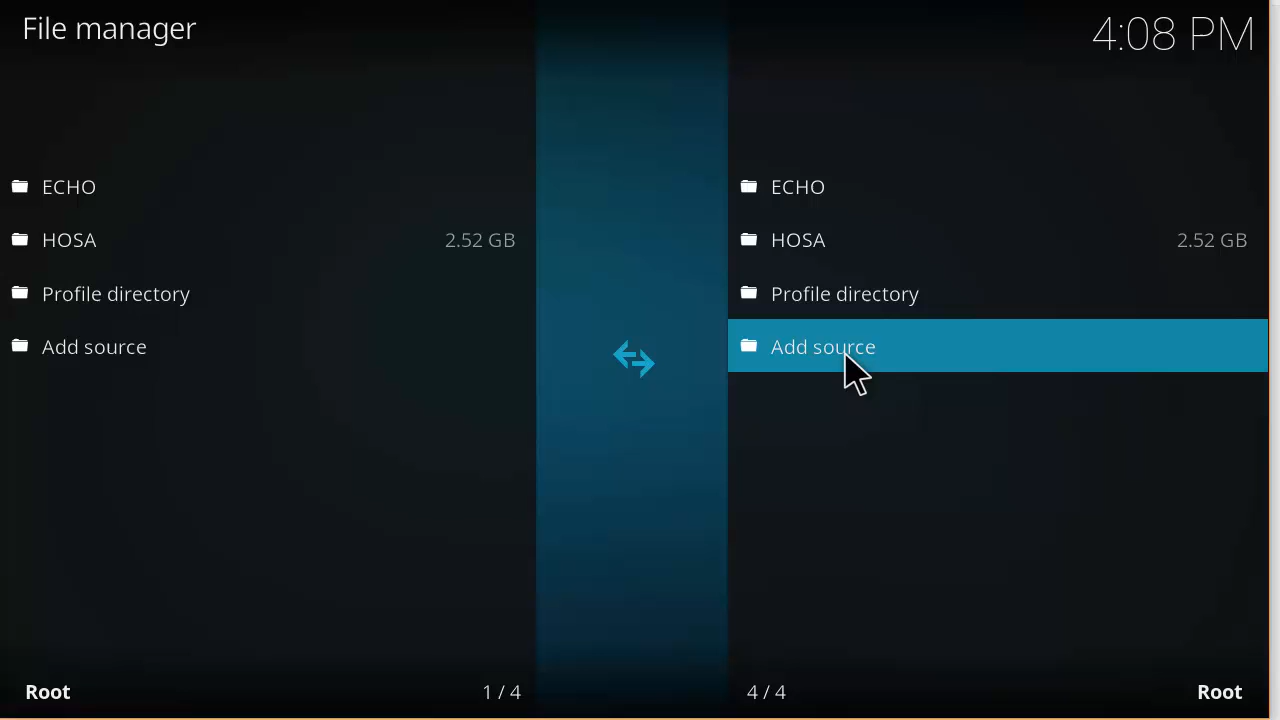 File manager
4:08 PM
ECHO
HOSA 2.52 GB
Profile directory
Add source
ECHO
HOSA 2.52 GB
Profile directory
Add source
Root 1 / 4
4 / 4 Root